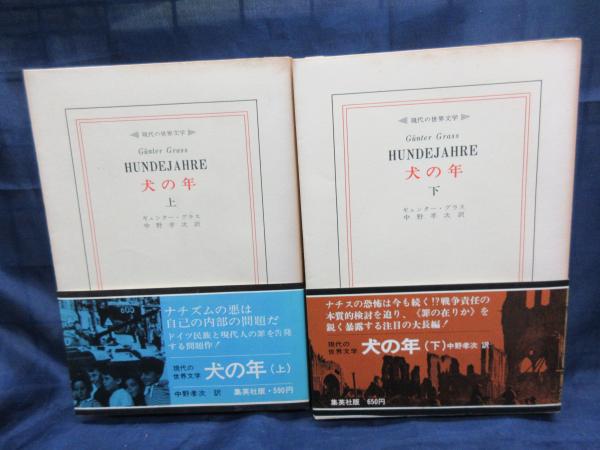 現代の世界文学
Günter Grass
HUNDEJAHRE
犬の年
上
ギュンター・グラス
中野孝次 訳
ナチズムの悪は
自己の内部の問題だ
ドイツ民族と現代人の罪を告発
する問題作!
現代の
世界文学
犬の年(上)
中野孝次 訳
集英社版・590円
現代の世界文学
Günter Grass
HUNDEJAHRE
犬の年
下
ギュンター・グラス
中野孝次 訳
ナチスの恐怖は今も続く!?戦争責任の
本質的検討を迫り、《罪の在りか》を
鋭く暴露する注目の大長編!
現代の
世界文学
犬の年(下)中野孝次 訳
集英社版 650円